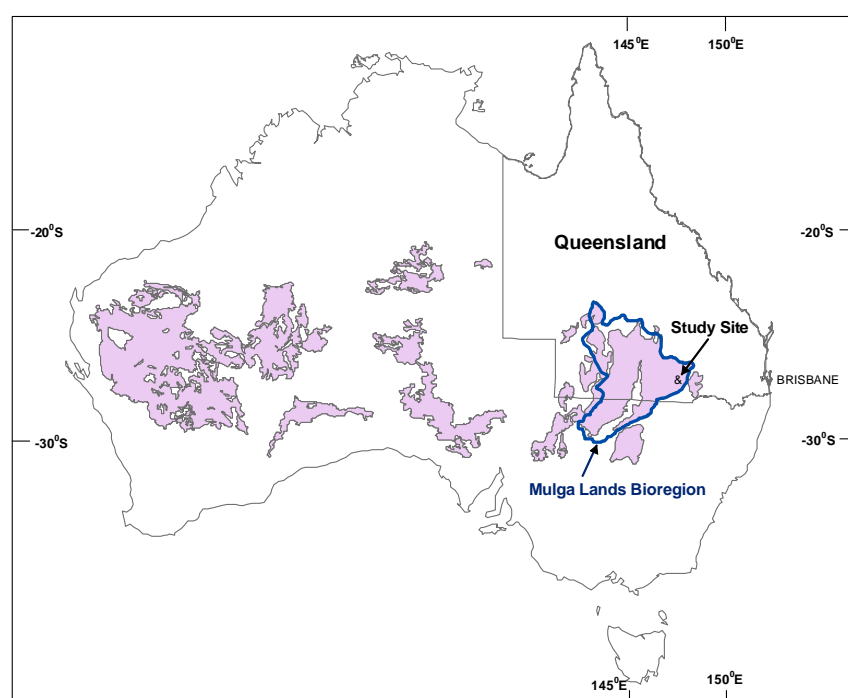 145⁰E 150⁰E
-20⁰S -20⁰S
Queensland
Study Site
&
BRISBANE
-30⁰S -30⁰S
Mulga Lands Bioregion
145⁰E 150⁰E